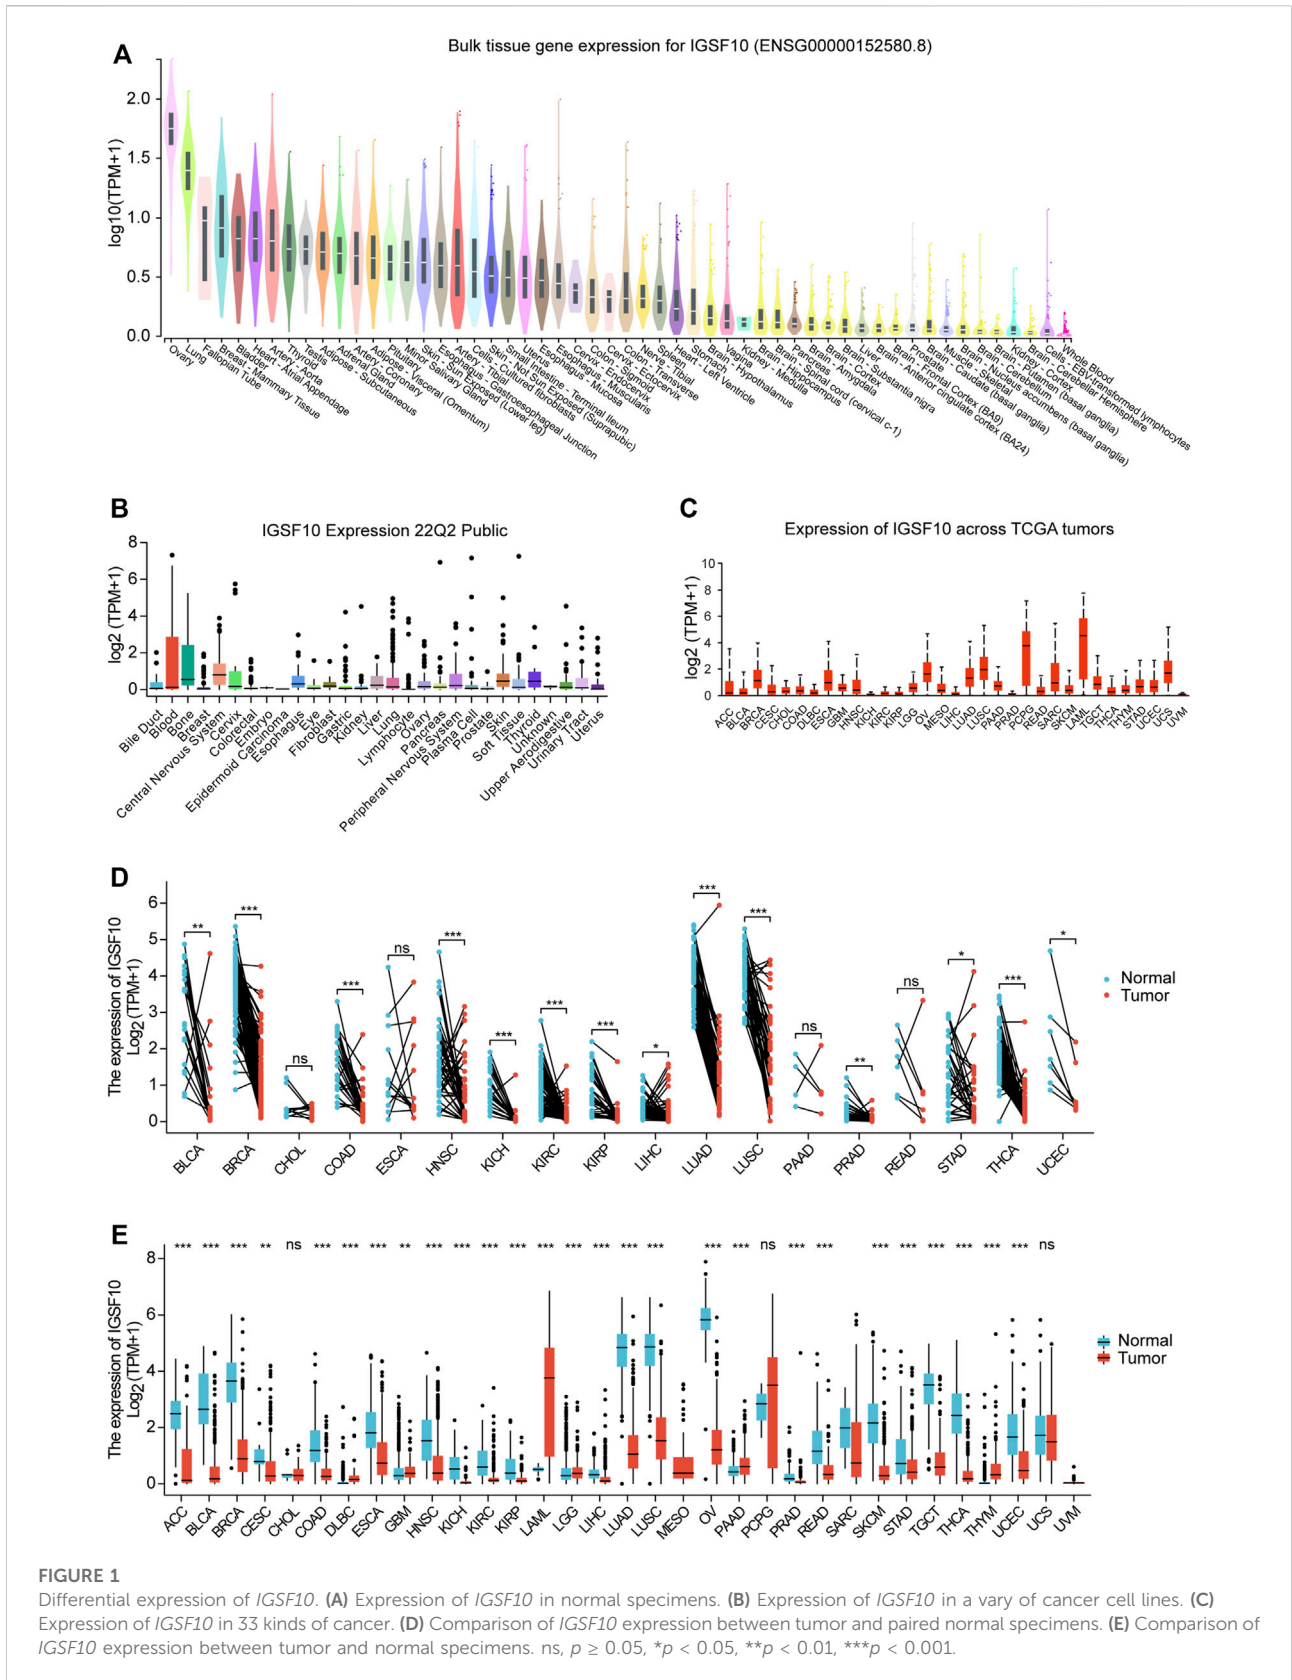 A
Bulk tissue gene expression for IGSF10 (ENSG00000152580.8)
log10(TPM+1)
2.0
1.5
1.0
0.5
0.0
Ovary
Lung
Fallopian Tube
Breast - Mammary Tissue
Bladder
Heart - Atrial Appendage
Artery - Aorta
Thyroid
Testis
Adipose - Subcutaneous
Adrenal Gland
Artery - Coronary
Adipose - Visceral (Omentum)
Pituitary
Minor Salivary Gland
Skin - Sun Exposed (Lower leg)
Esophagus - Gastroesophageal Junction
Artery - Tibial
Cells - Cultured fibroblasts
Skin - Not Sun Exposed (Suprapubic)
Small Intestine - Terminal Ileum
Uterus
Esophagus - Muscularis
Esophagus - Mucosa
Cervix - Endocervix
Colon - Sigmoid
Cervix - Ectocervix
Colon - Transverse
Nerve - Tibial
Spleen
Heart - Left Ventricle
Stomach
Brain - Hypothalamus
Vagina
Kidney - Medulla
Brain - Hippocampus
Brain - Spinal cord (cervical c-1)
Pancreas
Brain - Amygdala
Brain - Cortex
Brain - Substantia nigra
Liver
Brain - Anterior cingulate cortex (BA24)
Brain - Frontal Cortex (BA9)
Prostate
Brain - Caudate (basal ganglia)
Muscle - Skeletal
Brain - Nucleus accumbens (basal ganglia)
Brain - Cerebellum
Brain - Putamen (basal ganglia)
Kidney - Cortex
Brain - Cerebellar Hemisphere
Cells - EBV-transformed lymphocytes
Whole Blood
B
IGSF10 Expression 22Q2 Public
log2 (TPM+1)
8
6
4
2
0
Bile Duct
Blood
Bone
Breast
Central Nervous System
Cervix
Colorectal
Embryo
Epidermoid Carcinoma
Esophagus
Eye
Fibroblast
Gastric
Kidney
Liver
Lung
Lymphocyte
Ovary
Pancreas
Peripheral Nervous System
Plasma Cell
Prostate
Skin
Soft Tissue
Thyroid
Unknown
Upper Aerodigestive
Urinary Tract
Uterus
C
Expression of IGSF10 across TCGA tumors
log2 (TPM+1)
10
8
6
4
2
0
ACC BLCA BRCA CESC CHOL COAD DLBC ESCA GBM HNSC KICH KIRC KIRP LGG OV MESO LIHC LUAD LUSC PAAD PRAD PCPG READ SARC SKCM LAML TGCT THCA THYM STAD UCEC UCS UVM
D
The expression of IGSF10
Log2 (TPM+1)
6
5
4
3
2
1
0
** *** ns *** ns *** *** *** *** * *** *** ns ** ns * *** *
BLCA BRCA CHOL COAD ESCA HNSC KICH KIRC KIRP LIHC LUAD LUSC PAAD PRAD READ STAD THCA UCEC
Normal
Tumor
E
The expression of IGSF10
Log2 (TPM+1)
8
6
4
2
0
*** *** *** ** ns *** *** *** ** *** *** *** *** *** *** *** *** *** *** *** ns *** *** *** *** *** *** *** *** ns
ACC BLCA BRCA CESC CHOL COAD DLBC ESCA GBM HNSC KICH KIRC KIRP LAML LGG LIHC LUAD LUSC MESO OV PAAD PCPG PRAD READ SARC SKCM STAD TGCT THCA THYM UCEC UCS UVM
Normal
Tumor
FIGURE 1
Differential expression of IGSF10. (A) Expression of IGSF10 in normal specimens. (B) Expression of IGSF10 in a vary of cancer cell lines. (C)
Expression of IGSF10 in 33 kinds of cancer. (D) Comparison of IGSF10 expression between tumor and paired normal specimens. (E) Comparison of
IGSF10 expression between tumor and normal specimens. ns, p ≥ 0.05, *p < 0.05, **p < 0.01, ***p < 0.001.